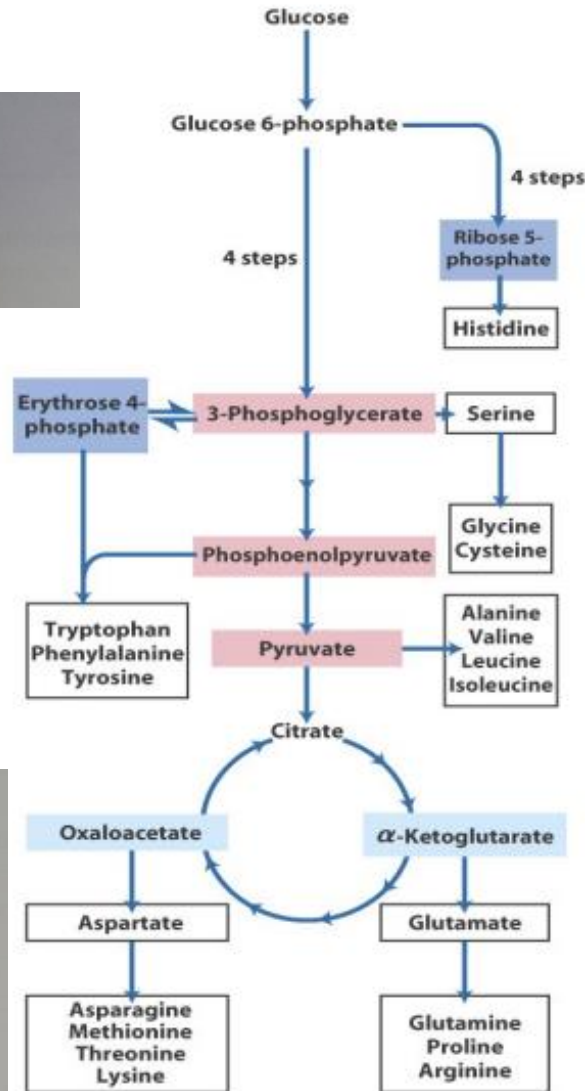 Glucose
Glucose 6-phosphate
4 steps
4 steps
Ribose 5-
phosphate
Histidine
Erythrose 4-
phosphate
3-Phosphoglycerate
Serine
Glycine
Cysteine
Phosphoenolpyruvate
Tryptophan
Phenylalanine
Tyrosine
Pyruvate
Alanine
Valine
Leucine
Isoleucine
Citrate
Oxaloacetate
α-Ketoglutarate
Aspartate
Glutamate
Asparagine
Methionine
Threonine
Lysine
Glutamine
Proline
Arginine